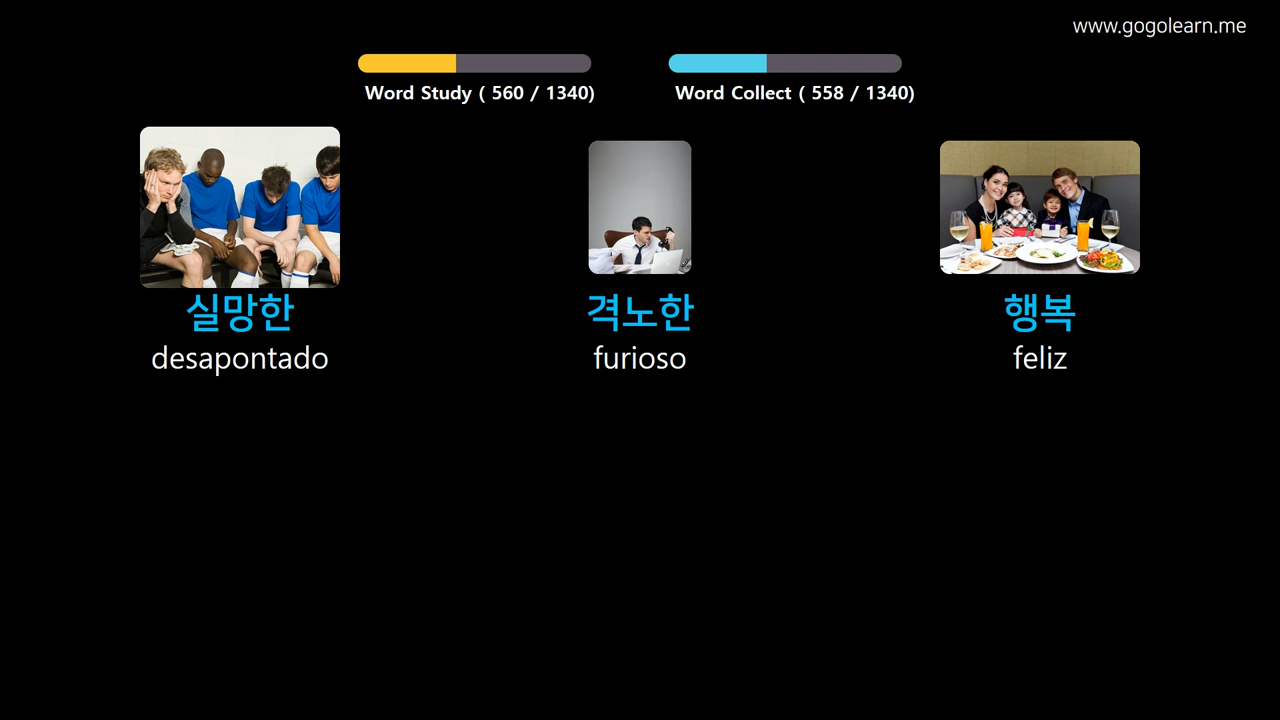 www.gogolearn.me
Word Study ( 560 / 1340)
Word Collect ( 558 / 1340)
실망한
격노한
행복
desapontado
furioso
feliz